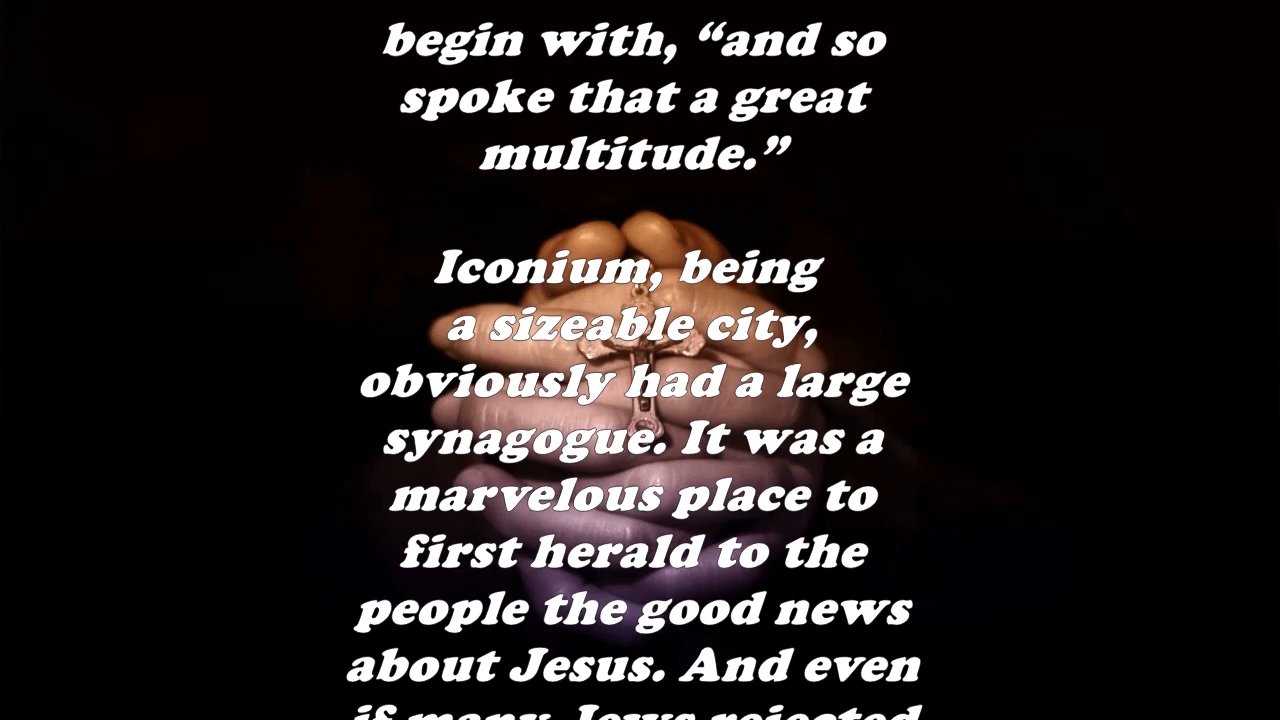 begin with, “and so
spoke that a great
multitude.”
Iconium, being
a sizeable city,
obviously had a large
synagogue. It was a
marvelous place to
first herald to the
people the good news
about Jesus. And even
if many Jews rejected